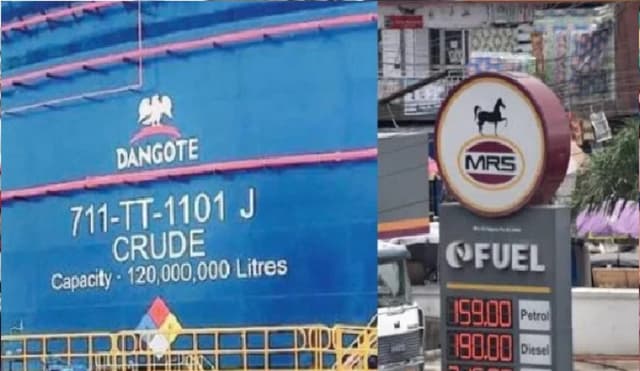 DANGOTE
711-TT-1101 J
CRUDE
Capacity - 120,000,000 Litres
MRS
FUEL
159.00 Petrol
190.00 Diesel